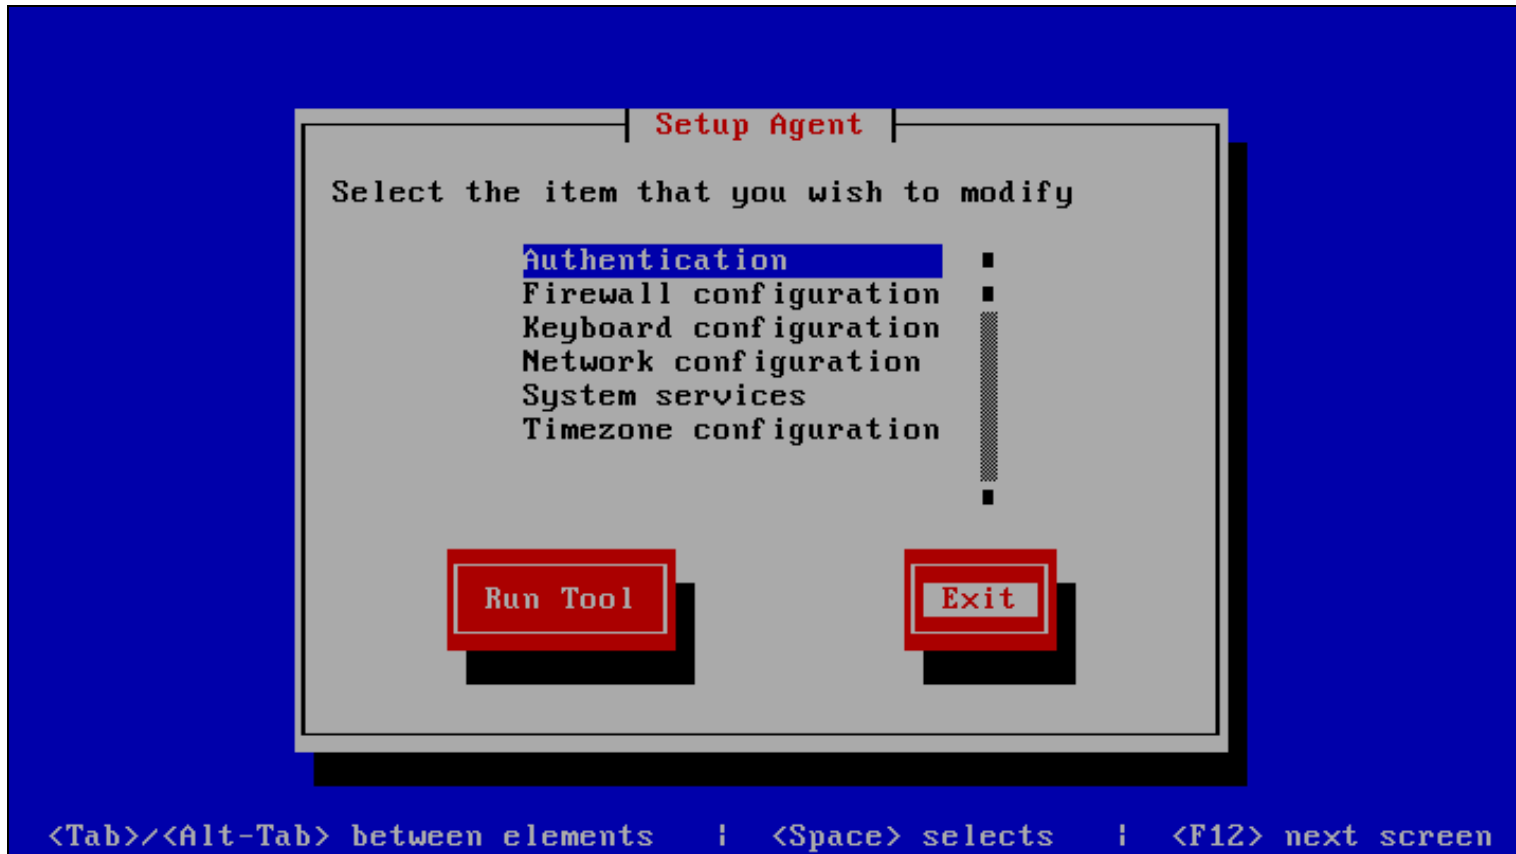 Setup Agent
Select the item that you wish to modify
Authentication
Firewall configuration
Keyboard configuration
Network configuration
System services
Timezone configuration
Run Tool
Exit
<Tab>/<Alt-Tab> between elements | <Space> selects | <F12> next screen